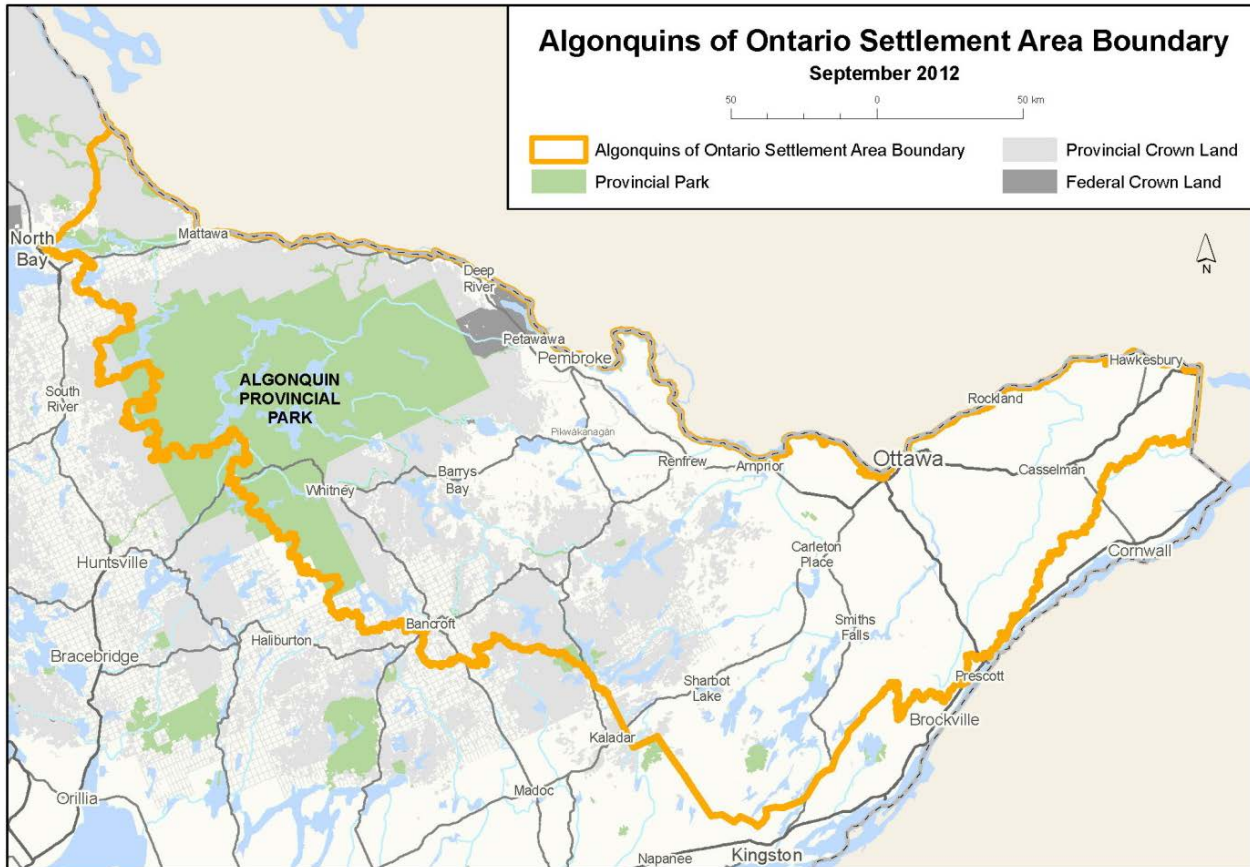 Algonquins of Ontario Settlement Area Boundary
September 2012
50 0 50 km
Algonquins of Ontario Settlement Area Boundary
Provincial Crown Land
Provincial Park
Federal Crown Land
North
Bay
Mattawa
N
Deep
River
Petawawa
Pembroke
Hawkesbury
Rockland
ALGONQUIN
PROVINCIAL
PARK
South
River
Pikwàkanagàn
Renfrew
Arnprior
Ottawa
Casselman
Barrys
Bay
Whitney
Huntsville
Carleton
Place
Cornwall
Smiths
Falls
Bancroft
Haliburton
Bracebridge
Sharbot
Lake
Prescott
Brockville
Kaladar
Madoc
Orillia
Napanee
Kingston